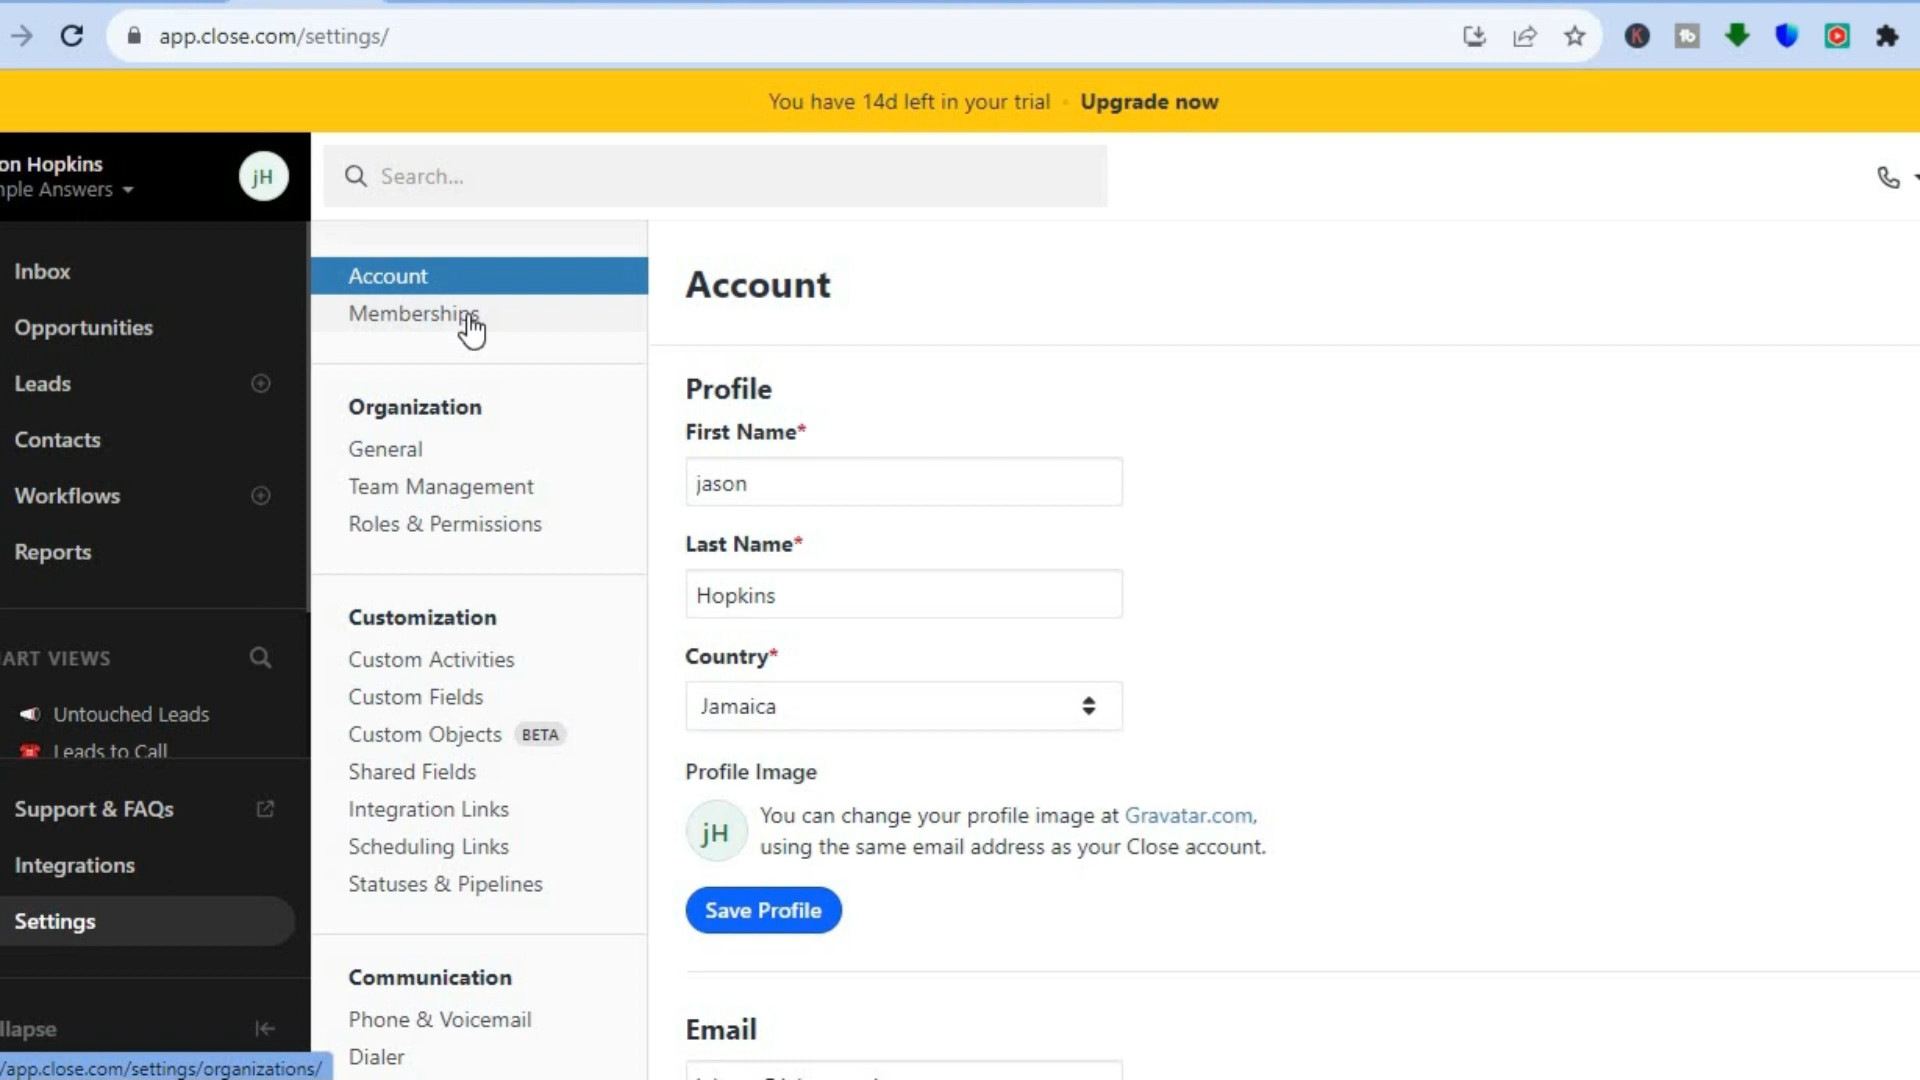 app.close.com/settings/
You have 14d left in your trial · Upgrade now
on Hopkins
nple Answers
jH
Search...
Inbox
Opportunities
Leads
Contacts
Workflows
Reports
ART VIEWS
Untouched Leads
Leads to Call
Support & FAQs
Integrations
Settings
llapse
/app.close.com/settings/organizations/
Account
Memberships
Organization
General
Team Management
Roles & Permissions
Customization
Custom Activities
Custom Fields
Custom Objects BETA
Shared Fields
Integration Links
Scheduling Links
Statuses & Pipelines
Communication
Phone & Voicemail
Dialer
Account
Profile
First Name*
jason
Last Name*
Hopkins
Country*
Jamaica
Profile Image
jH
You can change your profile image at Gravatar.com,
using the same email address as your Close account.
Save Profile
Email